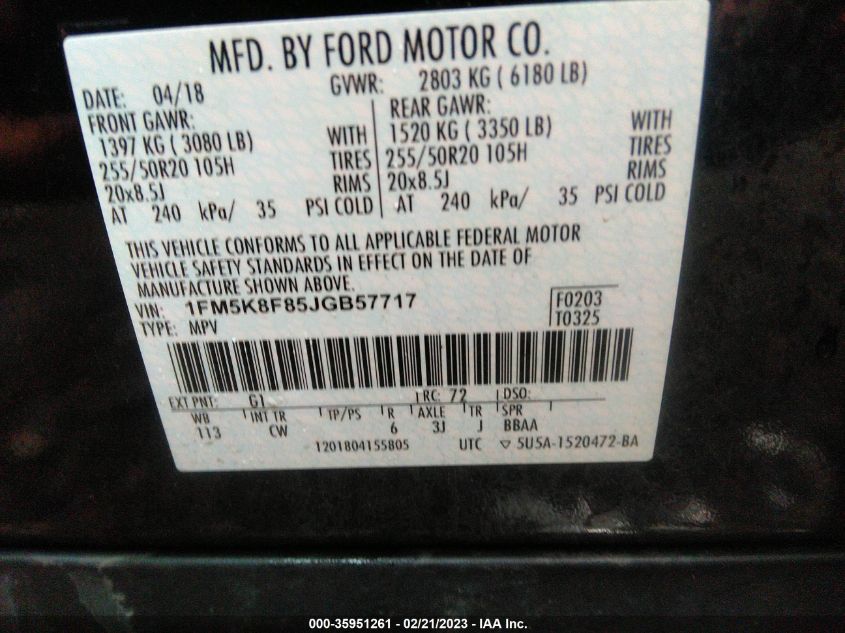 MFD. BY FORD MOTOR CO.
DATE: 04/18 GVWR: 2803 KG ( 6180 LB)
FRONT GAWR: REAR GAWR:
1397 KG ( 3080 LB) WITH 1520 KG ( 3350 LB) WITH
255/50R20 105H TIRES 255/50R20 105H TIRES
20x8.5J RIMS 20x8.5J RIMS
AT 240 kPa/ 35 PSI COLD AT 240 kPa/ 35 PSI COLD
THIS VEHICLE CONFORMS TO ALL APPLICABLE FEDERAL MOTOR
VEHICLE SAFETY STANDARDS IN EFFECT ON THE DATE OF
MANUFACTURE SHOWN ABOVE.
VIN: 1FM5K8F85JGB57717 F0203
TYPE: MPV T0325
EXT PNT: G1 RC: 72 DSO:
WB INT TR TP/PS R AXLE TR SPR
113 CW 6 3J J BBAA
1201804155805 UTC ▽ 5U5A-1520472-BA
000-35951261 - 02/21/2023 - IAA Inc.